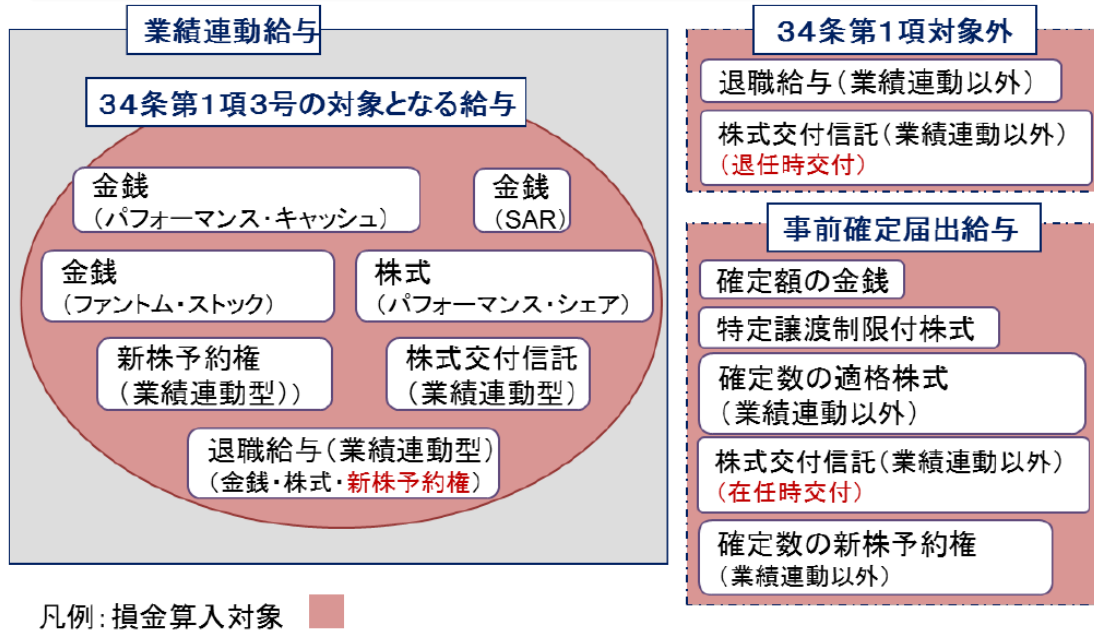 業績連動給与
34条第1項3号の対象となる給与
金銭
(パフォーマンス・キャッシュ)
金銭
(SAR)
金銭
(ファントム・ストック)
株式
(パフォーマンス・シェア)
新株予約権
(業績連動型))
株式交付信託
(業績連動型)
退職給与(業績連動型)
(金銭・株式・新株予約権)
34条第1項対象外
退職給与(業績連動以外)
株式交付信託(業績連動以外)
(退任時交付)
事前確定届出給与
確定額の金銭
特定譲渡制限付株式
確定数の適格株式
(業績連動以外)
株式交付信託(業績連動以外)
(在任時交付)
確定数の新株予約権
(業績連動以外)
凡例:損金算入対象